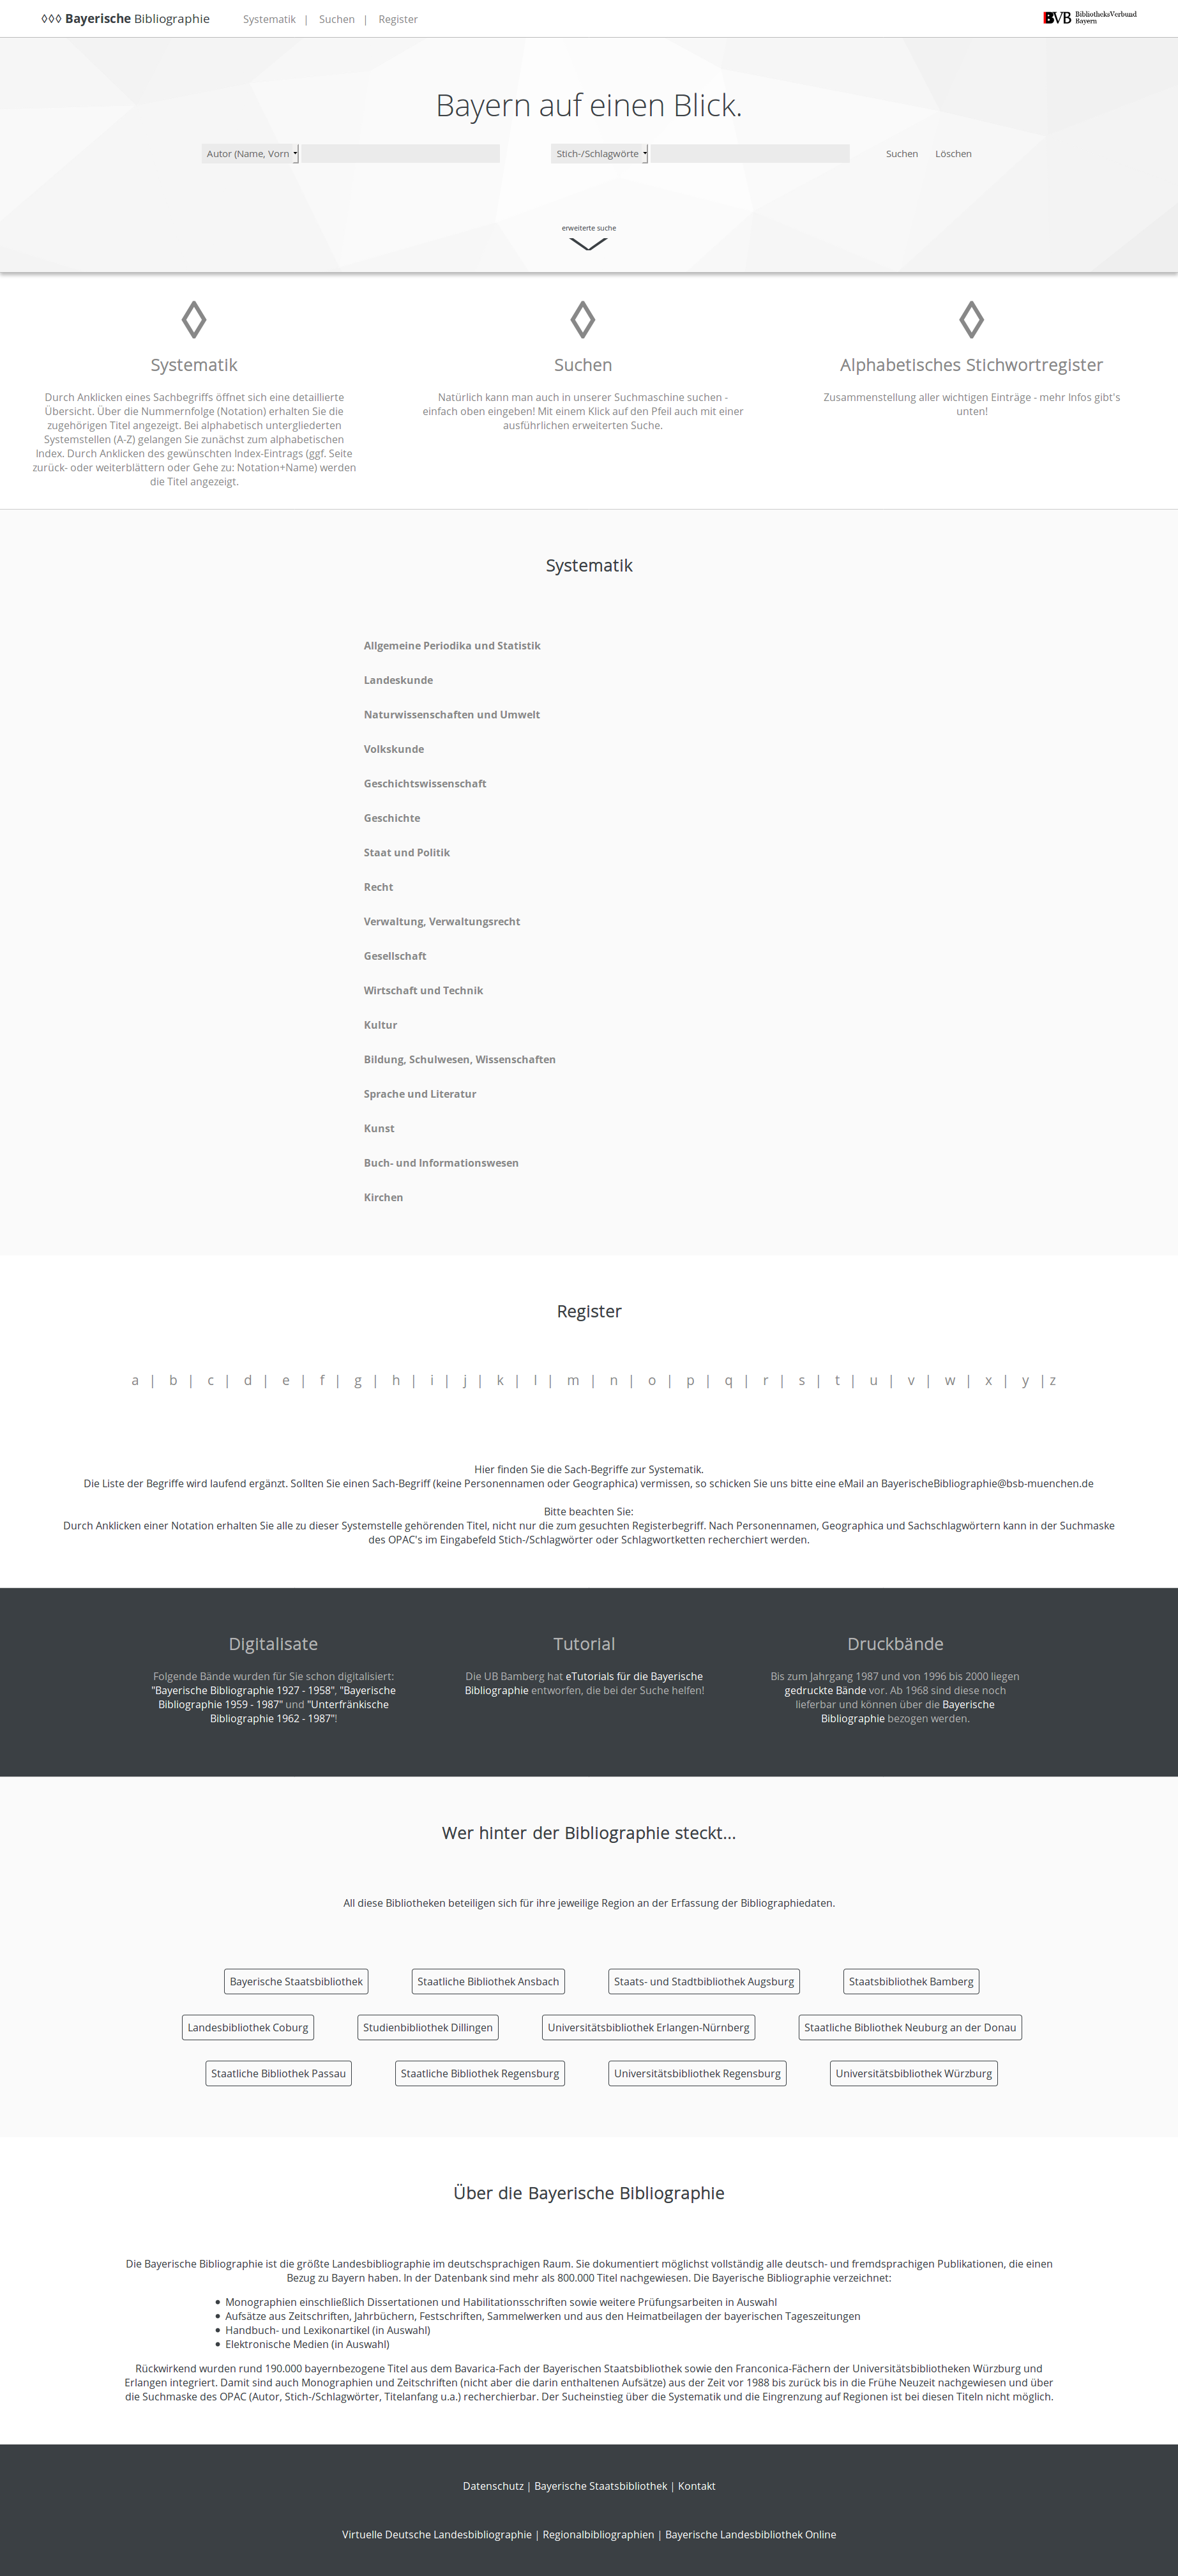 ◊◊◊ Bayerische Bibliographie Systematik | Suchen | Register BVB BibliotheksVerbund Bayern
Bayern auf einen Blick.
Autor (Name, Vorn Stich-/Schlagwörte Suchen Löschen
erweiterte suche
◊ ◊ ◊
Systematik
Durch Anklicken eines Sachbegriffs öffnet sich eine detaillierte
Übersicht. Über die Nummernfolge (Notation) erhalten Sie die
zugehörigen Titel angezeigt. Bei alphabetisch untergliederten
Systemstellen (A-Z) gelangen Sie zunächst zum alphabetischen
Index. Durch Anklicken des gewünschten Index-Eintrags (ggf. Seite
zurück- oder weiterblättern oder Gehe zu: Notation+Name) werden
die Titel angezeigt.
Suchen
Natürlich kann man auch in unserer Suchmaschine suchen -
einfach oben eingeben! Mit einem Klick auf den Pfeil auch mit einer
ausführlichen erweiterten Suche.
Alphabetisches Stichwortregister
Zusammenstellung aller wichtigen Einträge - mehr Infos gibt's
unten!
Systematik
Allgemeine Periodika und Statistik
Landeskunde
Naturwissenschaften und Umwelt
Volkskunde
Geschichtswissenschaft
Geschichte
Staat und Politik
Recht
Verwaltung, Verwaltungsrecht
Gesellschaft
Wirtschaft und Technik
Kultur
Bildung, Schulwesen, Wissenschaften
Sprache und Literatur
Kunst
Buch- und Informationswesen
Kirchen
Register
a | b | c | d | e | f | g | h | i | j | k | l | m | n | o | p | q | r | s | t | u | v | w | x | y | z
Hier finden Sie die Sach-Begriffe zur Systematik.
Die Liste der Begriffe wird laufend ergänzt. Sollten Sie einen Sach-Begriff (keine Personennamen oder Geographica) vermissen, so schicken Sie uns bitte eine eMail an BayerischeBibliographie@bsb-muenchen.de
Bitte beachten Sie:
Durch Anklicken einer Notation erhalten Sie alle zu dieser Systemstelle gehörenden Titel, nicht nur die zum gesuchten Registerbegriff. Nach Personennamen, Geographica und Sachschlagwörtern kann in der Suchmaske
des OPAC's im Eingabefeld Stich-/Schlagwörter oder Schlagwortketten recherchiert werden.
Digitalisate
Folgende Bände wurden für Sie schon digitalisiert:
"Bayerische Bibliographie 1927 - 1958", "Bayerische
Bibliographie 1959 - 1987" und "Unterfränkische
Bibliographie 1962 - 1987"!
Tutorial
Die UB Bamberg hat eTutorials für die Bayerische
Bibliographie entworfen, die bei der Suche helfen!
Druckbände
Bis zum Jahrgang 1987 und von 1996 bis 2000 liegen
gedruckte Bände vor. Ab 1968 sind diese noch
lieferbar und können über die Bayerische
Bibliographie bezogen werden.
Wer hinter der Bibliographie steckt...
All diese Bibliotheken beteiligen sich für ihre jeweilige Region an der Erfassung der Bibliographiedaten.
Bayerische Staatsbibliothek Staatliche Bibliothek Ansbach Staats- und Stadtbibliothek Augsburg Staatsbibliothek Bamberg
Landesbibliothek Coburg Studienbibliothek Dillingen Universitätsbibliothek Erlangen-Nürnberg Staatliche Bibliothek Neuburg an der Donau
Staatliche Bibliothek Passau Staatliche Bibliothek Regensburg Universitätsbibliothek Regensburg Universitätsbibliothek Würzburg
Über die Bayerische Bibliographie
Die Bayerische Bibliographie ist die größte Landesbibliographie im deutschsprachigen Raum. Sie dokumentiert möglichst vollständig alle deutsch- und fremdsprachigen Publikationen, die einen
Bezug zu Bayern haben. In der Datenbank sind mehr als 800.000 Titel nachgewiesen. Die Bayerische Bibliographie verzeichnet:
• Monographien einschließlich Dissertationen und Habilitationsschriften sowie weitere Prüfungsarbeiten in Auswahl
• Aufsätze aus Zeitschriften, Jahrbüchern, Festschriften, Sammelwerken und aus den Heimatbeilagen der bayerischen Tageszeitungen
• Handbuch- und Lexikonartikel (in Auswahl)
• Elektronische Medien (in Auswahl)
Rückwirkend wurden rund 190.000 bayernbezogene Titel aus dem Bavarica-Fach der Bayerischen Staatsbibliothek sowie den Franconica-Fächern der Universitätsbibliotheken Würzburg und
Erlangen integriert. Damit sind auch Monographien und Zeitschriften (nicht aber die darin enthaltenen Aufsätze) aus der Zeit vor 1988 bis zurück bis in die Frühe Neuzeit nachgewiesen und über
die Suchmaske des OPAC (Autor, Stich-/Schlagwörter, Titelanfang u.a.) recherchierbar. Der Sucheinstieg über die Systematik und die Eingrenzung auf Regionen ist bei diesen Titeln nicht möglich.
Datenschutz | Bayerische Staatsbibliothek | Kontakt
Virtuelle Deutsche Landesbibliographie | Regionalbibliographien | Bayerische Landesbibliothek Online